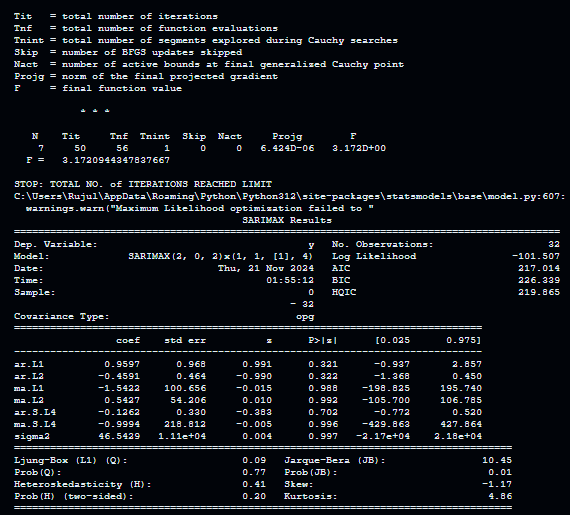 Tit   = total number of iterations
Tnf   = total number of function evaluations
Tnint = total number of segments explored during Cauchy searches
Skip  = number of BFGS updates skipped
Nact  = number of active bounds at final generalized Cauchy point
Projg = norm of the final projected gradient
F     = final function value
* * *
N    Tit     Tnf  Tnint  Skip  Nact     Projg        F
7     50     56      1     0     0   6.424D-06   3.172D+00
F =   3.1720944347837667
STOP: TOTAL NO. of ITERATIONS REACHED LIMIT
C:\Users\Rujul\AppData\Roaming\Python\Python312\site-packages\statsmodels\base\model.py:607:
warnings.warn("Maximum Likelihood optimization failed to "
SARIMAX Results
Dep. Variable: y No. Observations: 32
Model: SARIMAX(2, 0, 2)x(1, 1, [1], 4) Log Likelihood -101.507
Date: Thu, 21 Nov 2024 AIC 217.014
Time: 01:55:12 BIC 226.339
Sample: 0 HQIC 219.865
- 32
Covariance Type: opg
coef std err z P>|z| [0.025 0.975]
ar.L1 0.9597 0.968 0.991 0.321 -0.937 2.857
ar.L2 -0.4591 0.464 -0.990 0.322 -1.368 0.450
ma.L1 -1.5422 100.656 -0.015 0.988 -198.825 195.740
ma.L2 0.5427 54.206 0.010 0.992 -105.700 106.785
ar.S.L4 -0.1262 0.330 -0.383 0.702 -0.772 0.520
ma.S.L4 -0.9994 218.812 -0.005 0.996 -429.863 427.864
sigma2 46.5429 1.11e+04 0.004 0.997 -2.17e+04 2.18e+04
Ljung-Box (L1) (Q): 0.09 Jarque-Bera (JB): 10.45
Prob(Q): 0.77 Prob(JB): 0.01
Heteroskedasticity (H): 0.41 Skew: -1.17
Prob(H) (two-sided): 0.20 Kurtosis: 4.86